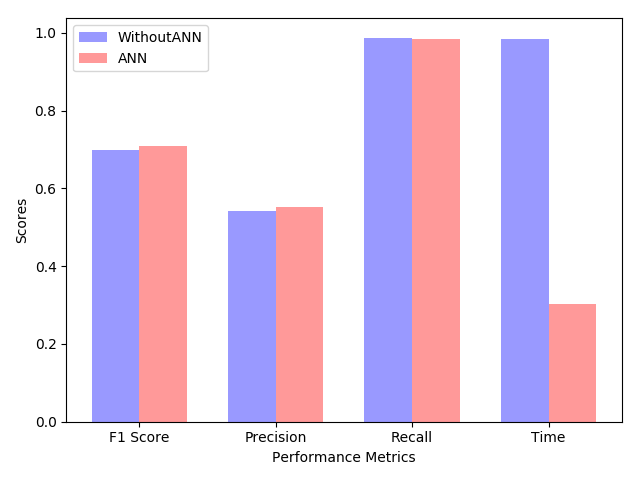 WithoutANN
ANN
1.0
0.8
0.6
0.4
0.2
0.0
Scores
F1 Score Precision Recall Time
Performance Metrics